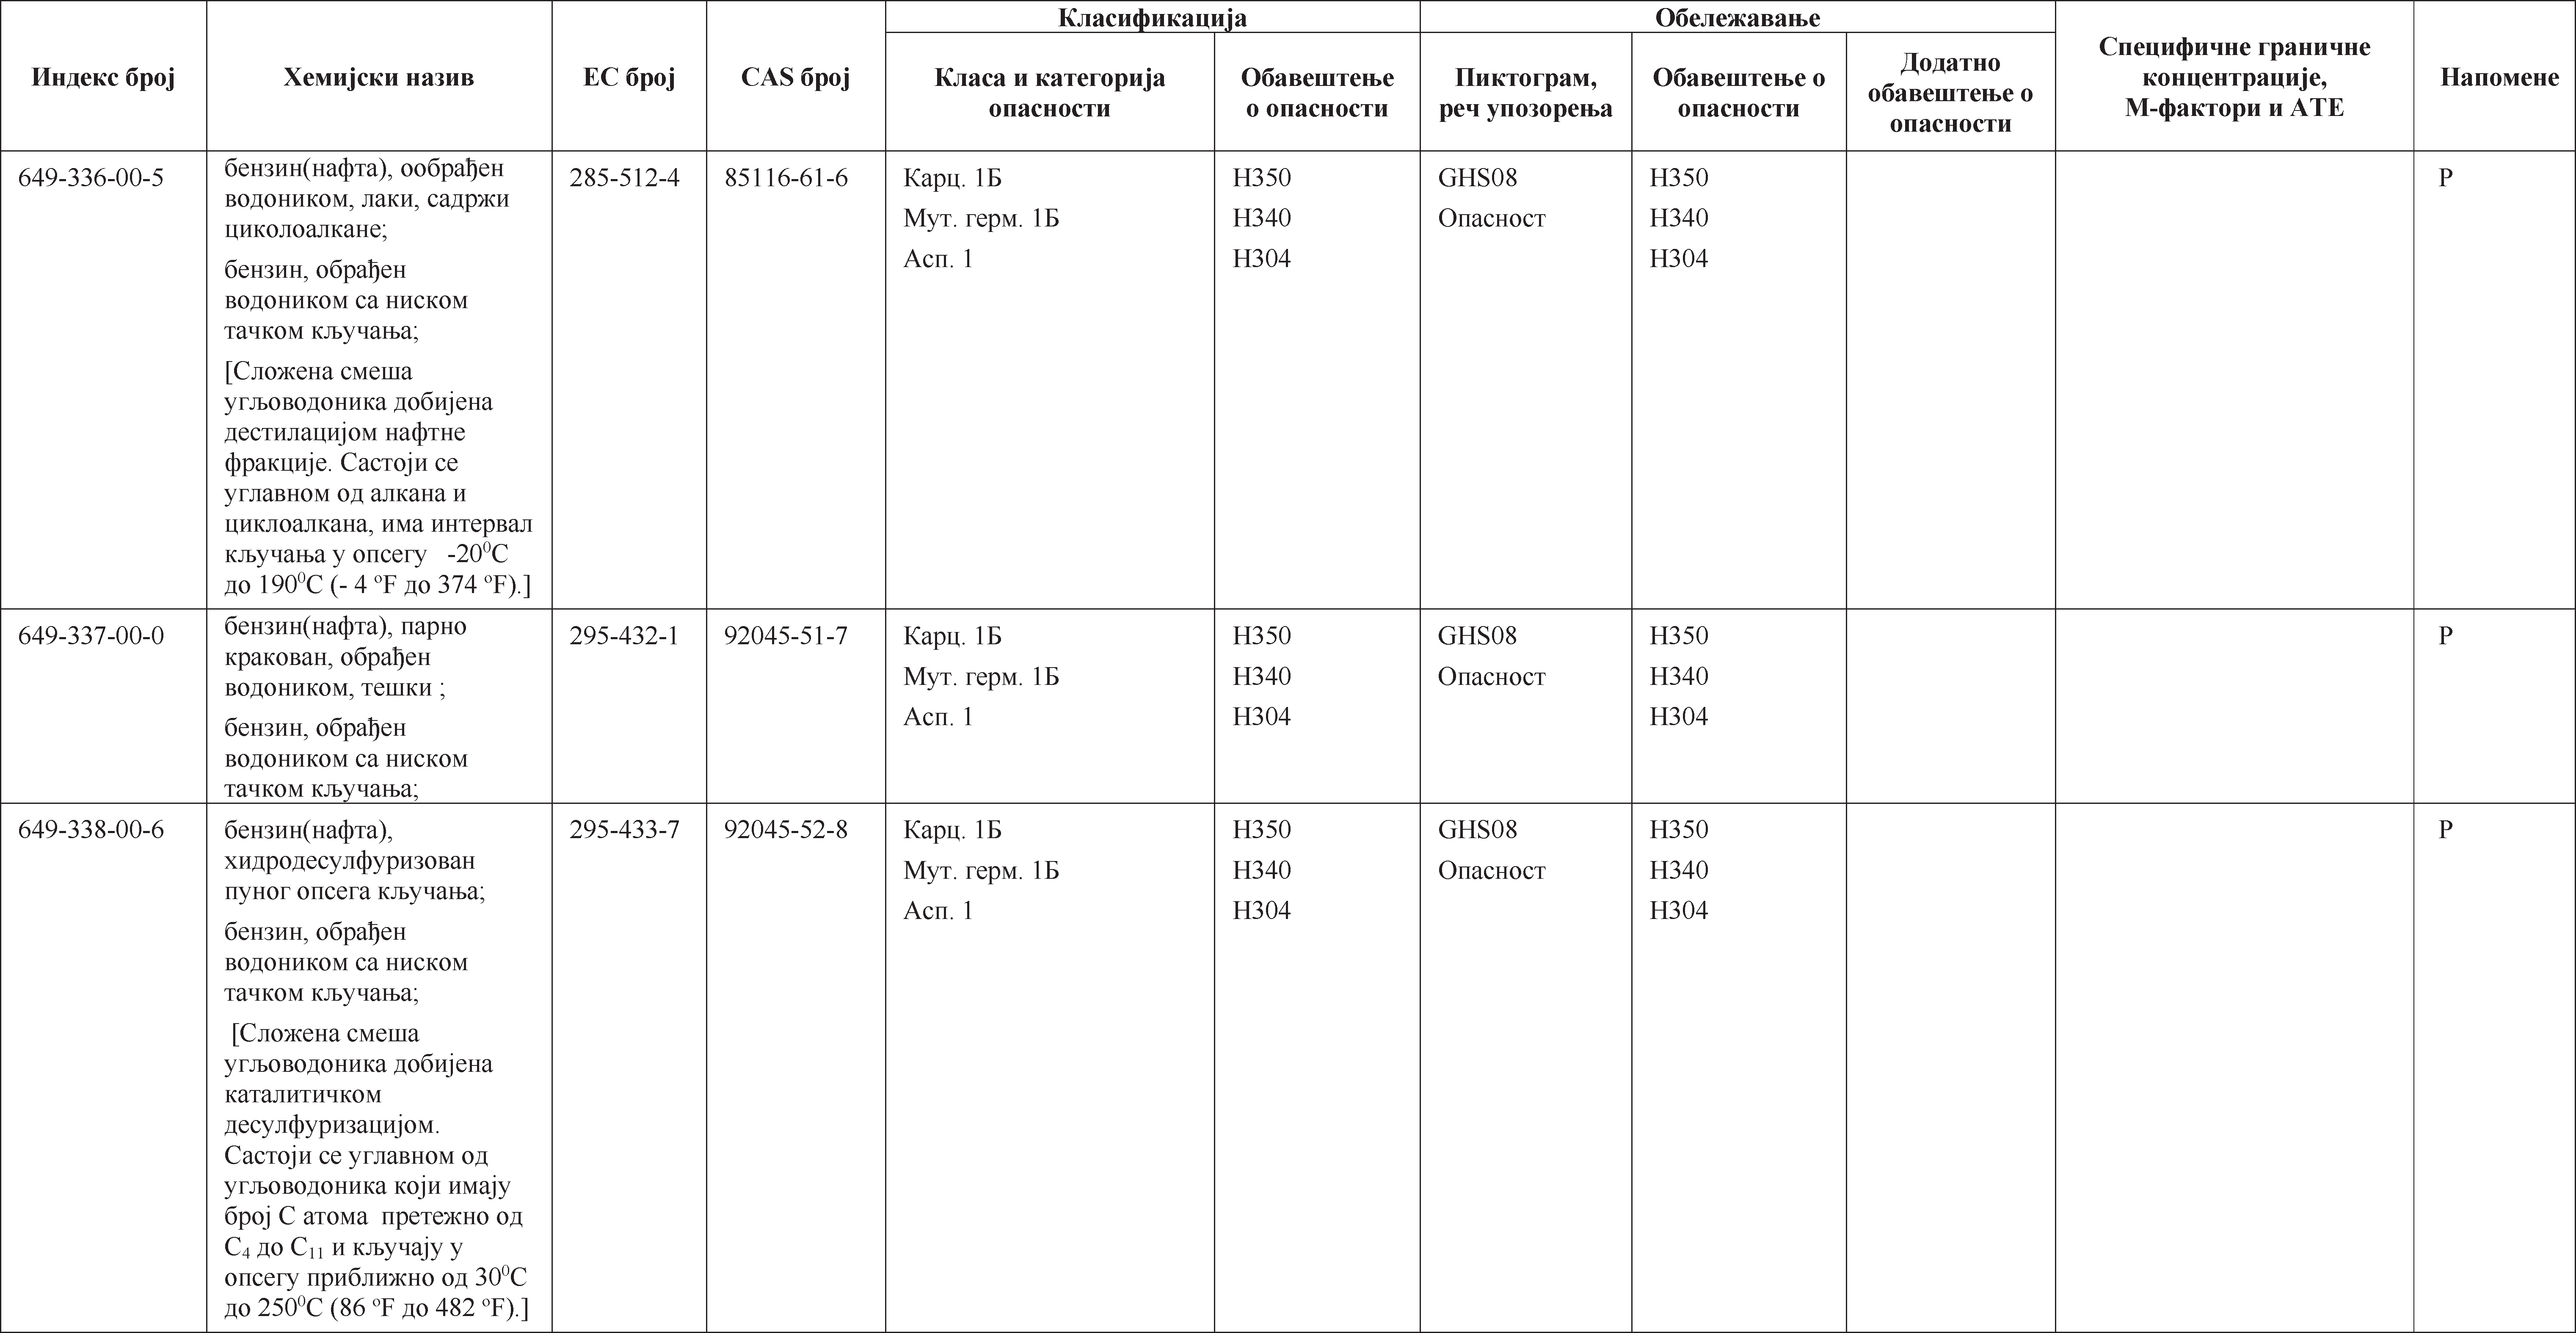 Индекс број
Хемијски назив
ЕС број
CAS број
Класификација
Обележавање
Специфичне граничне
концентрације,
М-фактори и АТЕ
Напомене
Класа и категорија
опасности
Обавештење
о опасности
Пиктограм,
реч упозорења
Обавештење о
опасности
Додатно
обавештење о
опасности
649-336-00-5
бензин(нафта), ообрађен
водоником, лаки, садржи
циколоалкане;
бензин, обрађен
водоником са ниском
тачком кључања;
[Сложена смеша
угљоводоника добијена
дестилацијом нафтне
фракције. Састоји се
углавном од алкана и
циклоалкана, има интервал
кључања у опсегу   -20⁰C
до 190⁰C (- 4 ºF до 374 ºF).]
285-512-4
85116-61-6
Карц. 1Б
Мут. герм. 1Б
Асп. 1
H350
H340
H304
GHS08
Опасност
H350
H340
H304
P
649-337-00-0
бензин(нафта), парно
кракован, обрађен
водоником, тешки ;
бензин, обрађен
водоником са ниском
тачком кључања;
295-432-1
92045-51-7
Карц. 1Б
Мут. герм. 1Б
Асп. 1
H350
H340
H304
GHS08
Опасност
H350
H340
H304
P
649-338-00-6
бензин(нафта),
хидродесулфуризован
пуног опсега кључања;
бензин, обрађен
водоником са ниском
тачком кључања;
[Сложена смеша
угљоводоника добијена
каталитичком
десулфуризацијом.
Састоји се углавном од
угљоводоника који имају
број C атома  претежно од
C₄ до C₁₁ и кључају у
опсегу приближно од 30⁰C
до 250⁰C (86 ºF до 482 ºF).]
295-433-7
92045-52-8
Карц. 1Б
Мут. герм. 1Б
Асп. 1
H350
H340
H304
GHS08
Опасност
H350
H340
H304
P